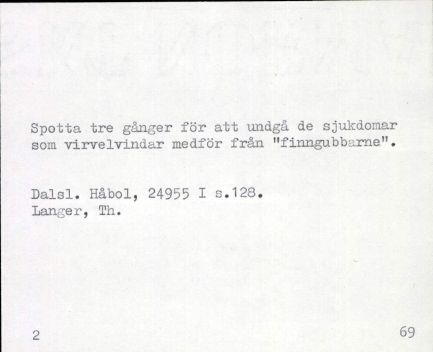 Spotta tre gånger för att undgå de sjukdomar
som virvelvindar medför från "finngubbarne".
Dalsl. Håbol, 24955 I s.128.
Langer, Th.
2
69